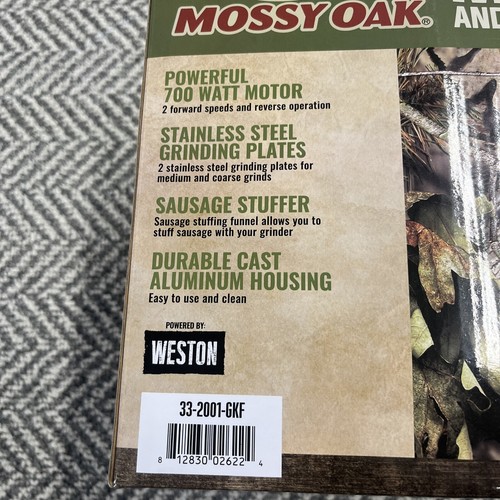 MOSSY OAK®
AND
POWERFUL
700 WATT MOTOR
2 forward speeds and reverse operation
STAINLESS STEEL
GRINDING PLATES
2 stainless steel grinding plates for
medium and coarse grinds
SAUSAGE STUFFER
Sausage stuffing funnel allows you to
stuff sausage with your grinder
DURABLE CAST
ALUMINUM HOUSING
Easy to use and clean
POWERED BY:
WESTON
33-2001-GKF
8 12830 02622 4